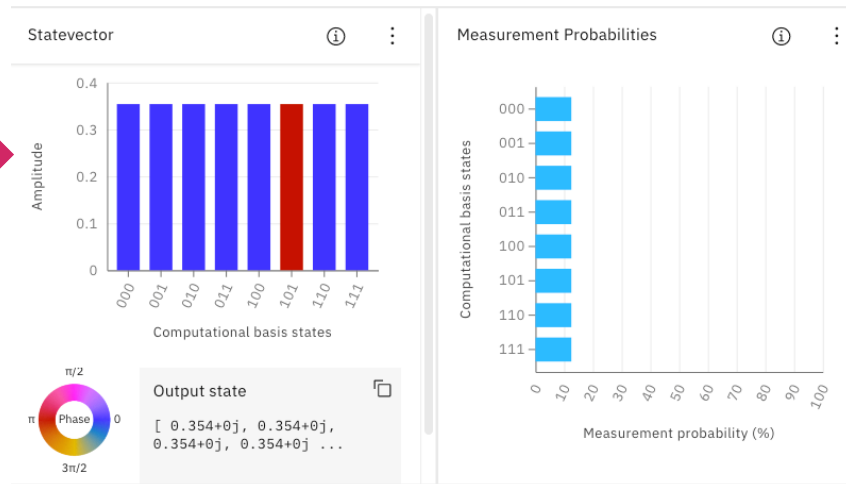 Statevector
Amplitude
0.4
0.3
0.2
0.1
0
000
001
010
011
100
101
110
111
Computational basis states
π/2
π
Phase
0
3π/2
Output state
[ 0.354+0j, 0.354+0j,
0.354+0j, 0.354+0j ...
Measurement Probabilities
Computational basis states
000
001
010
011
100
101
110
111
0
10
20
30
40
50
60
70
80
90
100
Measurement probability (%)